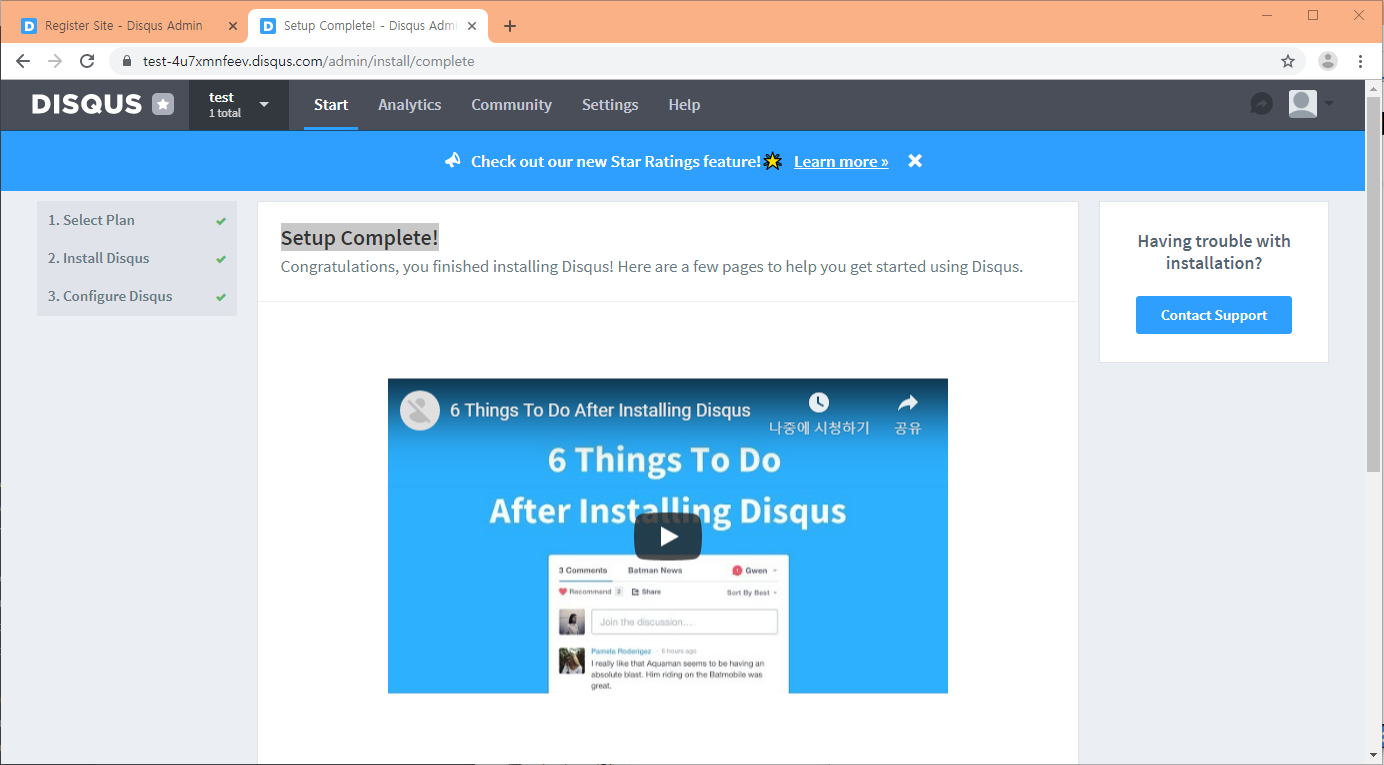 Register Site - Disqus Admin
Setup Complete! - Disqus Admi
test-4u7xmnfeev.disqus.com/admin/install/complete
DISQUS
test
1 total
Start
Analytics
Community
Settings
Help
Check out our new Star Ratings feature! Learn more »
1. Select Plan
2. Install Disqus
3. Configure Disqus
Setup Complete!
Congratulations, you finished installing Disqus! Here are a few pages to help you get started using Disqus.
6 Things To Do After Installing Disqus
나중에 시청하기
공유
6 Things To Do
After Installing Disqus
3 Comments
Batman News
1
Gwen
Recommend 2
Share
Sort By Best
Join the discussion...
Pamela Roderigez · 6 hours ago
I really like that Aquaman seems to be having an
absolute blast. Him riding on the Batmobile was
great.
Having trouble with
installation?
Contact Support